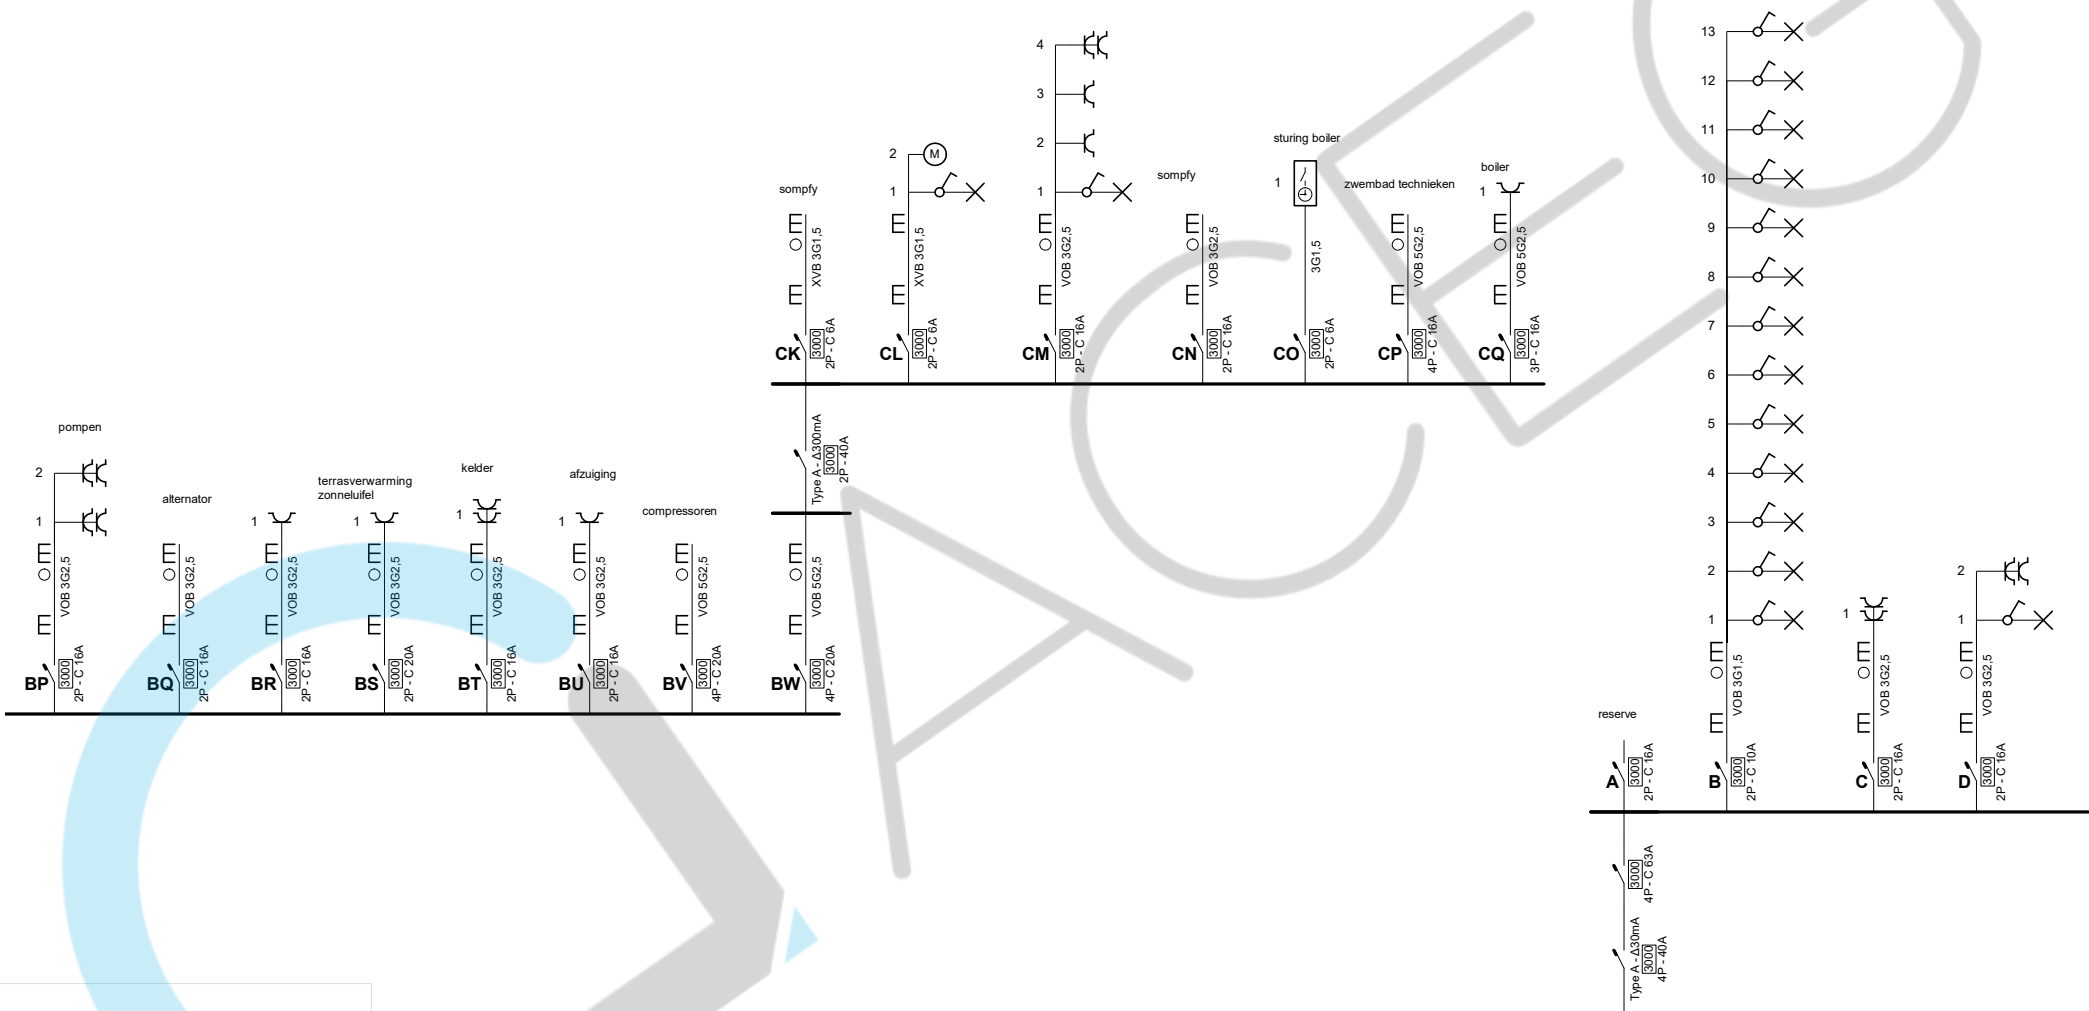 pompen
2
1
VOB 3G2,5
BP
3000
2P - C 16A
alternator
VOB 3G2,5
BQ
3000
2P - C 16A
1
VOB 3G2,5
BR
3000
2P - C 16A
terrasverwarming
zonneluifel
1
VOB 3G2,5
BS
3000
2P - C 20A
kelder
1
VOB 3G2,5
BT
3000
2P - C 16A
afzuiging
1
VOB 3G2,5
BU
3000
2P - C 16A
compressoren
VOB 5G2,5
BV
3000
4P - C 20A
VOB 5G2,5
BW
3000
4P - C 20A
Type A - Δ300mA
3000
2P - 40A
sompfy
XVB 3G1,5
CK
3000
2P - C 6A
2
M
1
XVB 3G1,5
CL
3000
2P - C 6A
4
3
2
1
VOB 3G2,5
CM
3000
2P - C 16A
sompfy
VOB 3G2,5
CN
3000
2P - C 16A
sturing boiler
1
3G1,5
CO
3000
2P - C 6A
zwembad technieken
VOB 5G2,5
CP
3000
4P - C 16A
boiler
1
VOB 5G2,5
CQ
3000
3P - C 16A
reserve
A
3000
2P - C 16A
13
12
11
10
9
8
7
6
5
4
3
2
1
VOB 3G1,5
B
3000
2P - C 10A
1
VOB 3G2,5
C
3000
2P - C 16A
2
1
VOB 3G2,5
D
3000
2P - C 16A
3000
4P - C 63A
Type A - Δ30mA
3000
4P - 40A